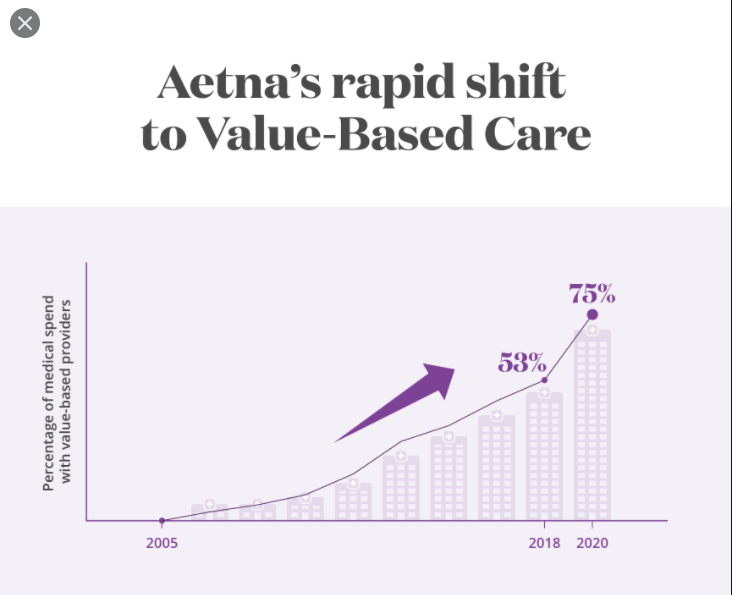 Aetna's rapid shift
to Value-Based Care
Percentage of medical spend
with value-based providers
75%
53%
2005
2018
2020